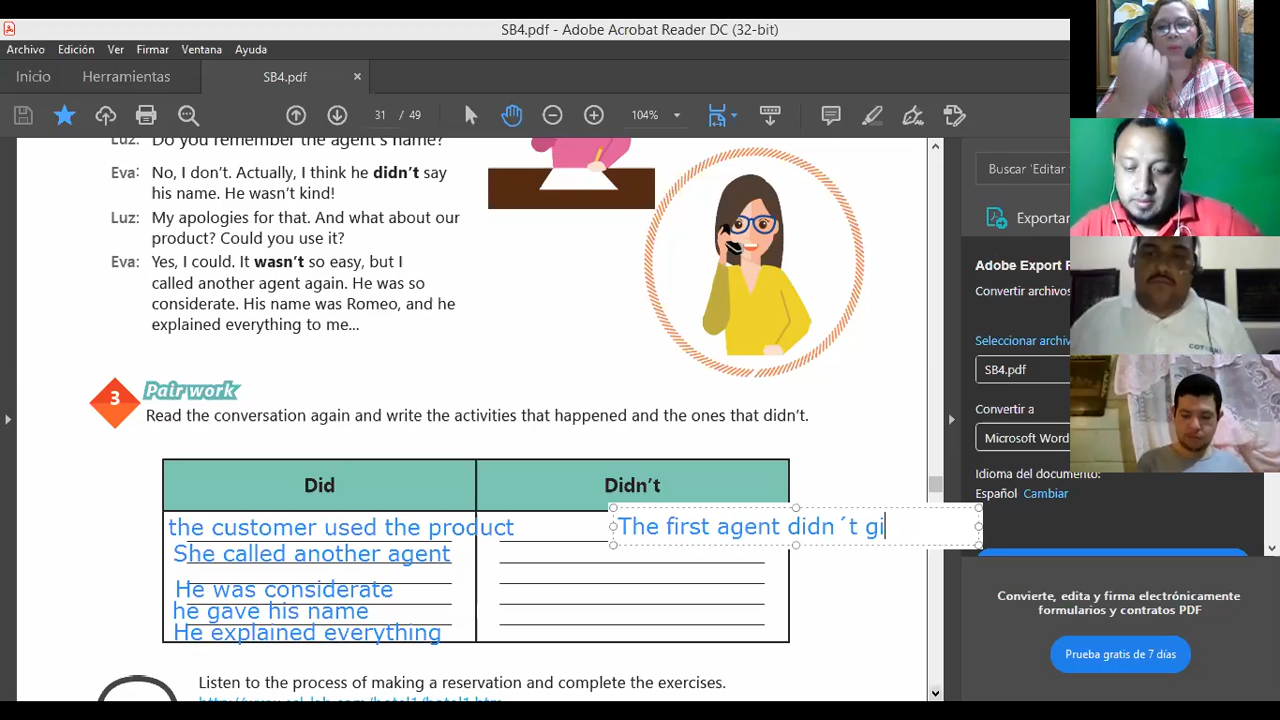 SB4.pdf - Adobe Acrobat Reader DC (32-bit)
Archivo Edición Ver Firmar Ventana Ayuda
Inicio Herramientas SB4.pdf ×
31 / 49 104%
Luz: Do you remember the agent's name?
Eva: No, I don't. Actually, I think he didn't say
his name. He wasn't kind!
Luz: My apologies for that. And what about our
product? Could you use it?
Eva: Yes, I could. It wasn't so easy, but I
called another agent again. He was so
considerate. His name was Romeo, and he
explained everything to me...
3 Pair work
Read the conversation again and write the activities that happened and the ones that didn't.
Did Didn't
the customer used the product
She called another agent
He was considerate
he gave his name
He explained everything
The first agent didn´t gi
Listen to the process of making a reservation and complete the exercises.
Buscar 'Editar
Exportar
Adobe Export
Convertir archivos
Seleccionar archiv
SB4.pdf
Convertir a
Microsoft Word
Idioma del documento:
Español Cambiar
Convierte, edita y firma electrónicamente
formularios y contratos PDF
Prueba gratis de 7 días